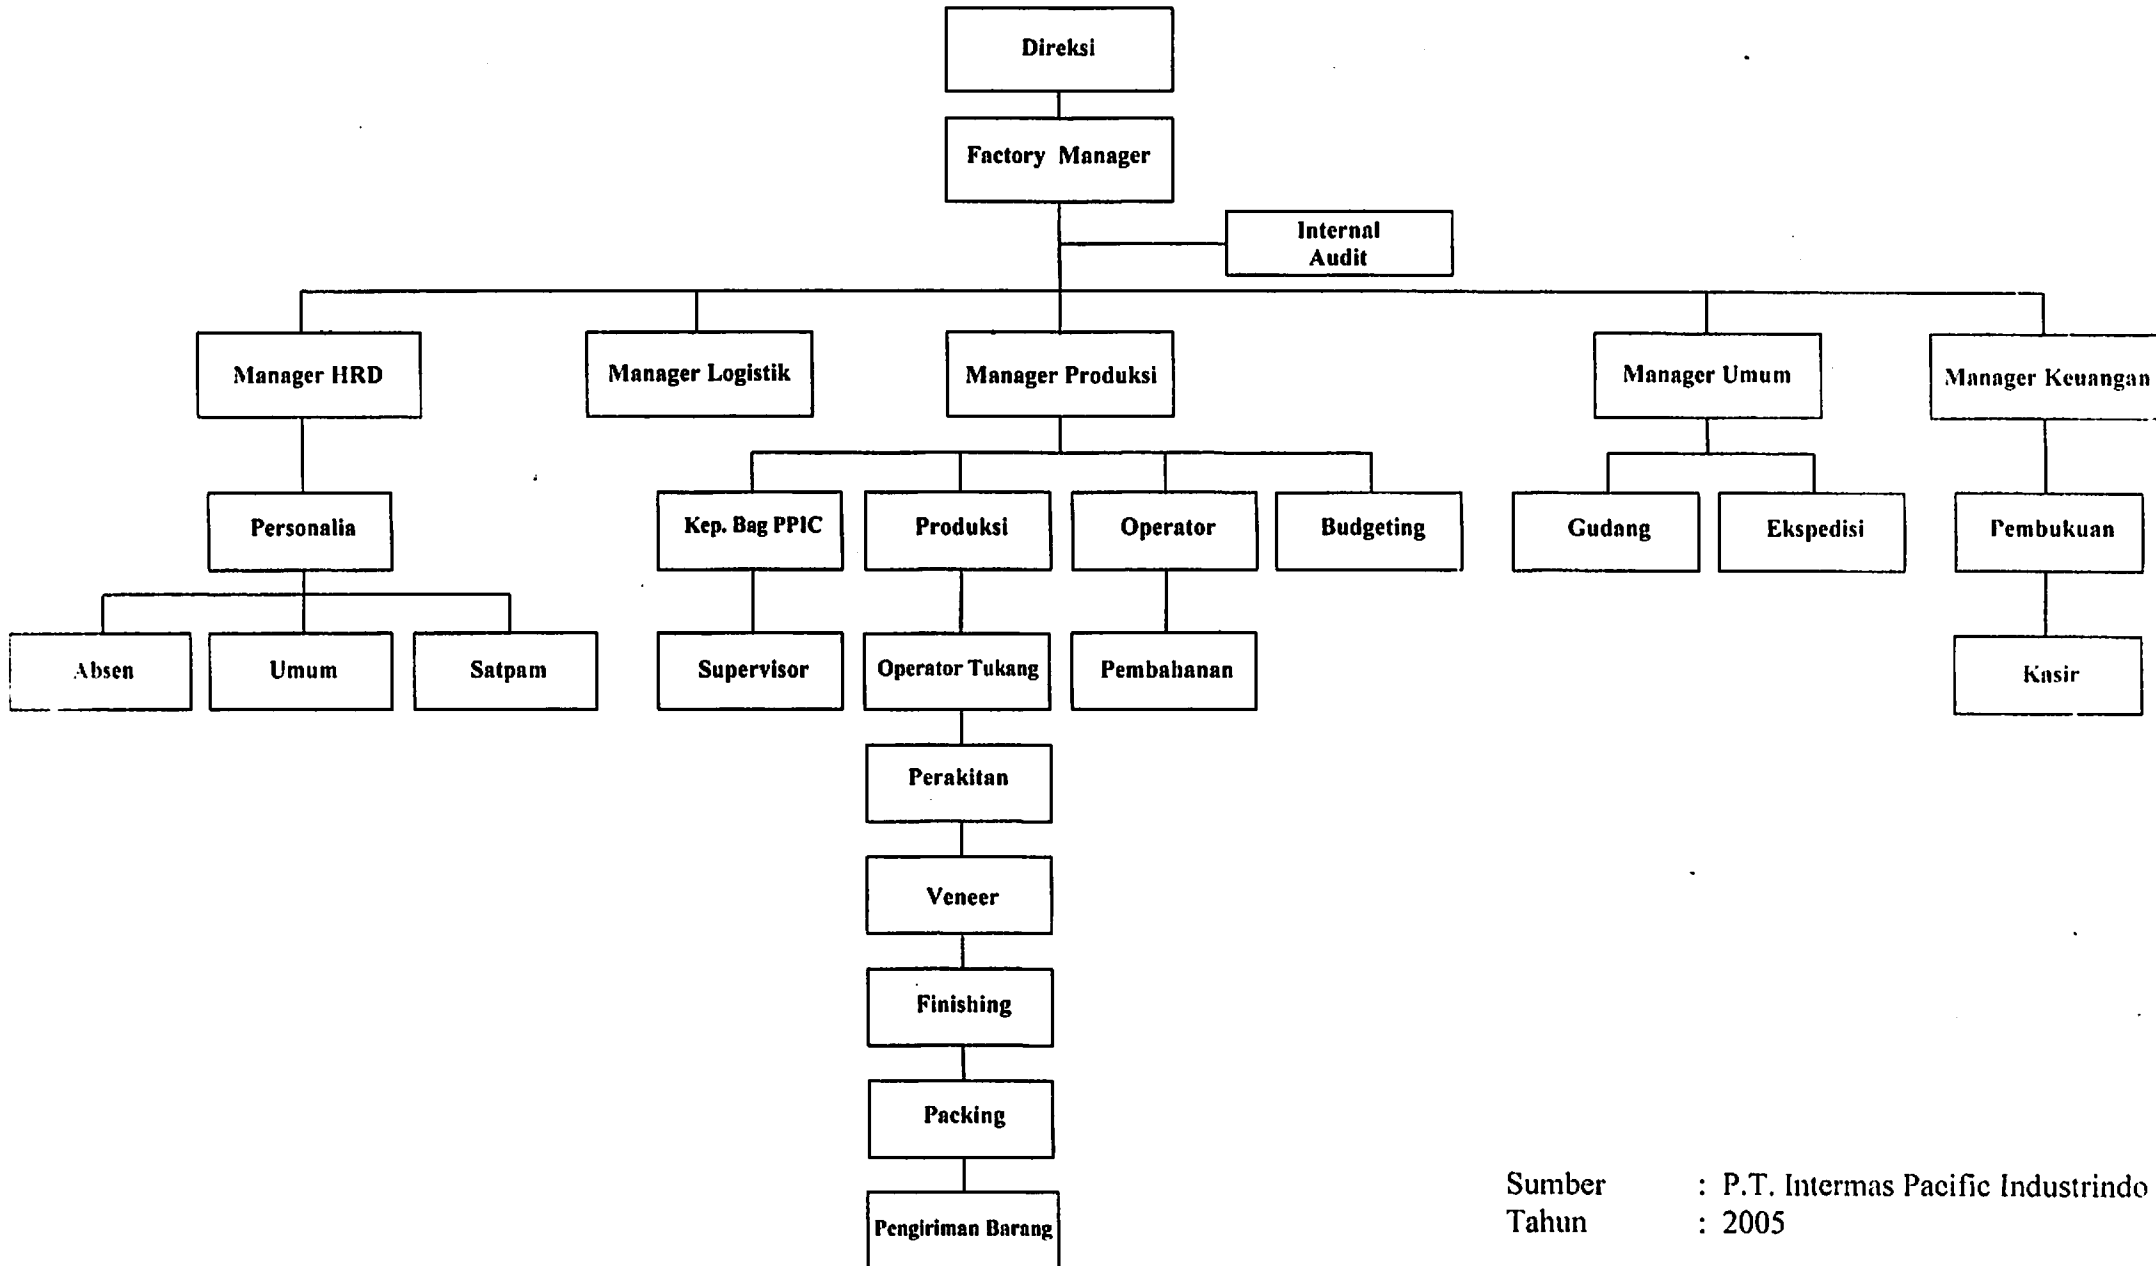 Direksi
Factory Manager
Internal
Audit
Manager HRD
Manager Logistik
Manager Produksi
Manager Umum
Manager Keuangan
Personalia
Kep. Bag PPIC
Produksi
Operator
Budgeting
Gudang
Ekspedisi
Pembukuan
Absen
Umum
Satpam
Supervisor
Operator Tukang
Pembahanan
Kasir
Perakitan
Veneer
Finishing
Packing
Pengiriman Barang
Sumber : P.T. Intermas Pacific Industrindo
Tahun : 2005